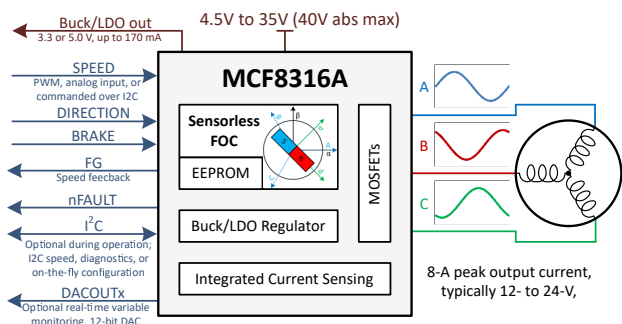 Buck/LDO out
3.3 or 5.0 V, up to 170 mA
4.5V to 35V (40V abs max)
SPEED
PWM, analog input, or
commanded over I2C
DIRECTION
BRAKE
FG
Speed feecback
nFAULT
I²C
Optional during operation;
I2C speed, diagnostics, or
on-the-fly configuration
DACOUTx
Optional real-time variable
monitoring, 12-bit DAC
MCF8316A
Sensorless
FOC
EEPROM
β
B
q
A
α
S
N
C
d
MOSFETs
Buck/LDO Regulator
Integrated Current Sensing
A
B
C
8-A peak output current,
typically 12- to 24-V,